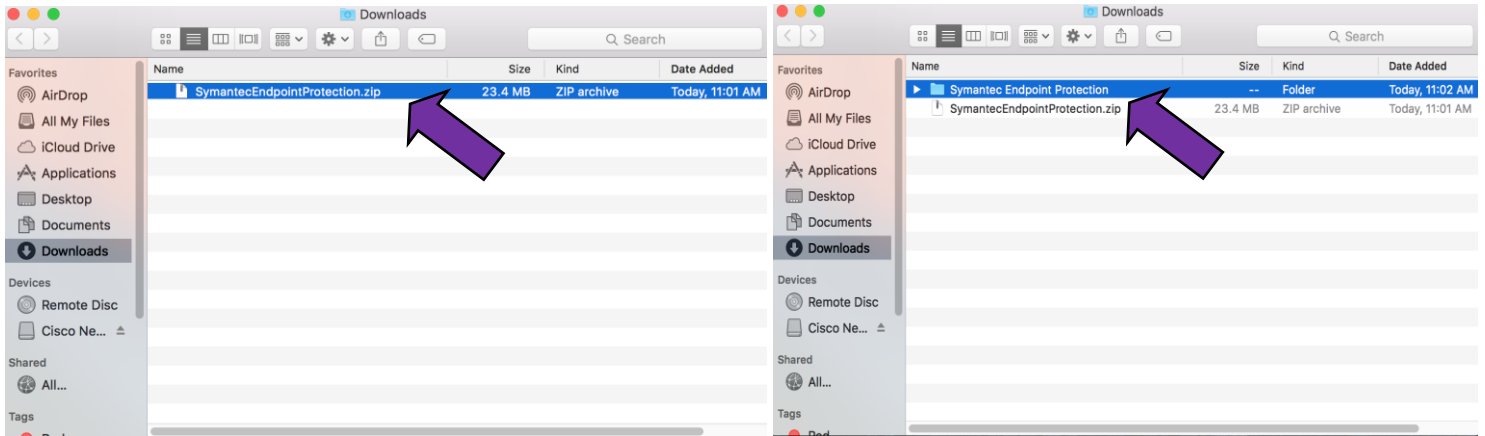 Downloads
Search
Favorites
AirDrop
All My Files
iCloud Drive
Applications
Desktop
Documents
Downloads
Devices
Remote Disc
Cisco Ne...
Shared
All...
Tags
Name Size Kind Date Added
SymantecEndpointProtection.zip 23.4 MB ZIP archive Today, 11:01 AM
Downloads
Search
Favorites
AirDrop
All My Files
iCloud Drive
Applications
Desktop
Documents
Downloads
Devices
Remote Disc
Cisco Ne...
Shared
All...
Tags
Red
Name Size Kind Date Added
Symantec Endpoint Protection -- Folder Today, 11:02 AM
SymantecEndpointProtection.zip 23.4 MB ZIP archive Today, 11:01 AM